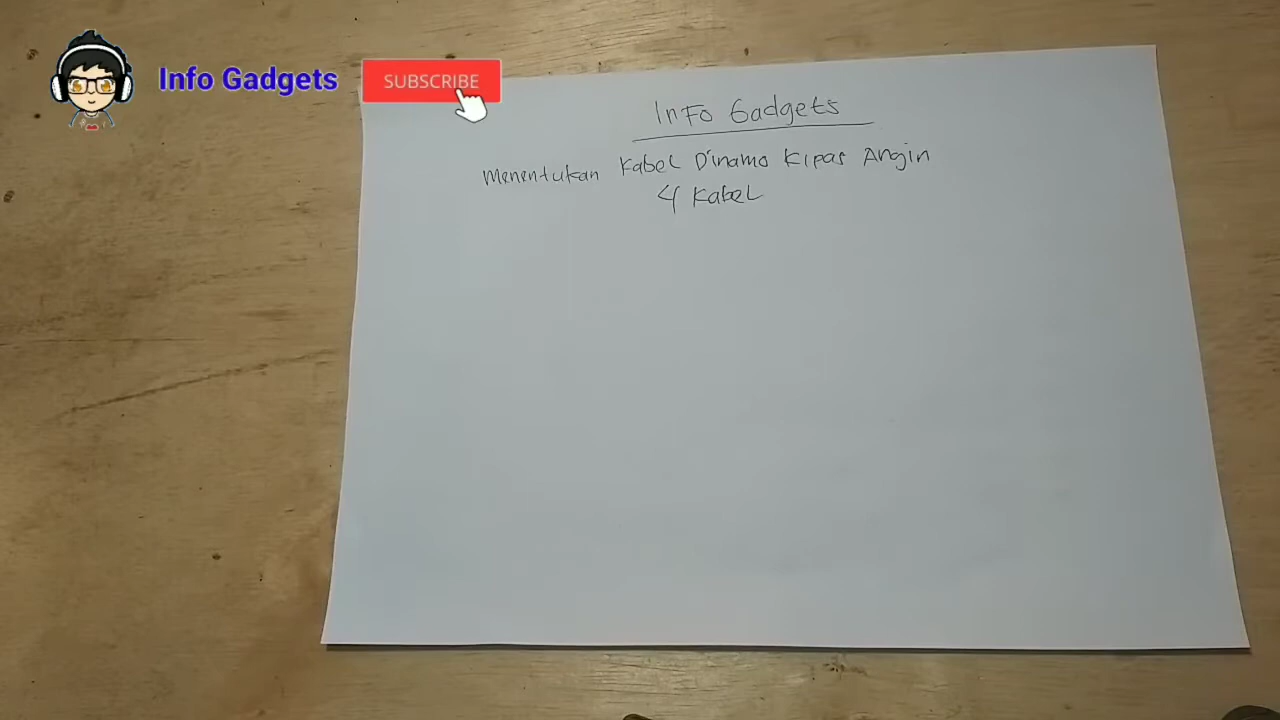 Info Gadgets
SUBSCRIBE
InFo Gadgets
Menentukan Kabel Dinamo Kipas Angin
4 Kabel